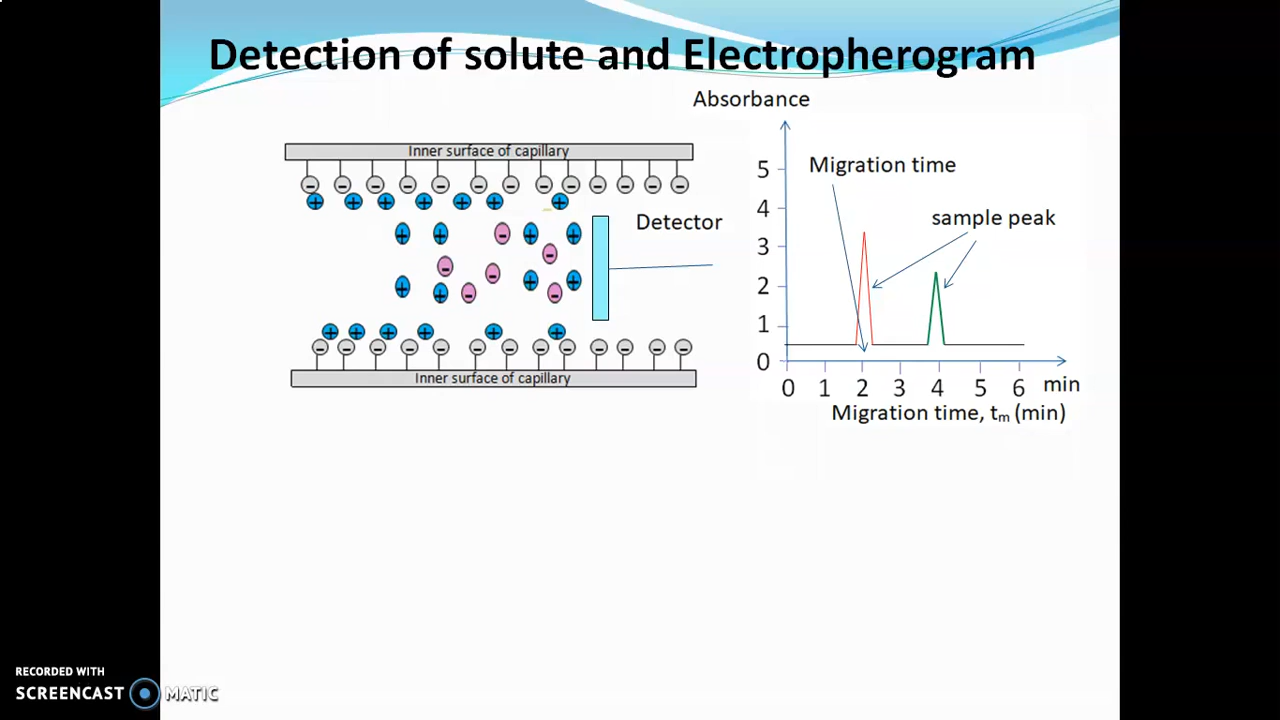 Detection of solute and Electropherogram
Absorbance
Inner surface of capillary
Migration time
5
sample peak
4
Detector
3
2
1
0
0 1 2 3 4 5 6 min
Inner surface of capillary
Migration time, tm (min)
RECORDED WITH
SCREENCAST MATIC